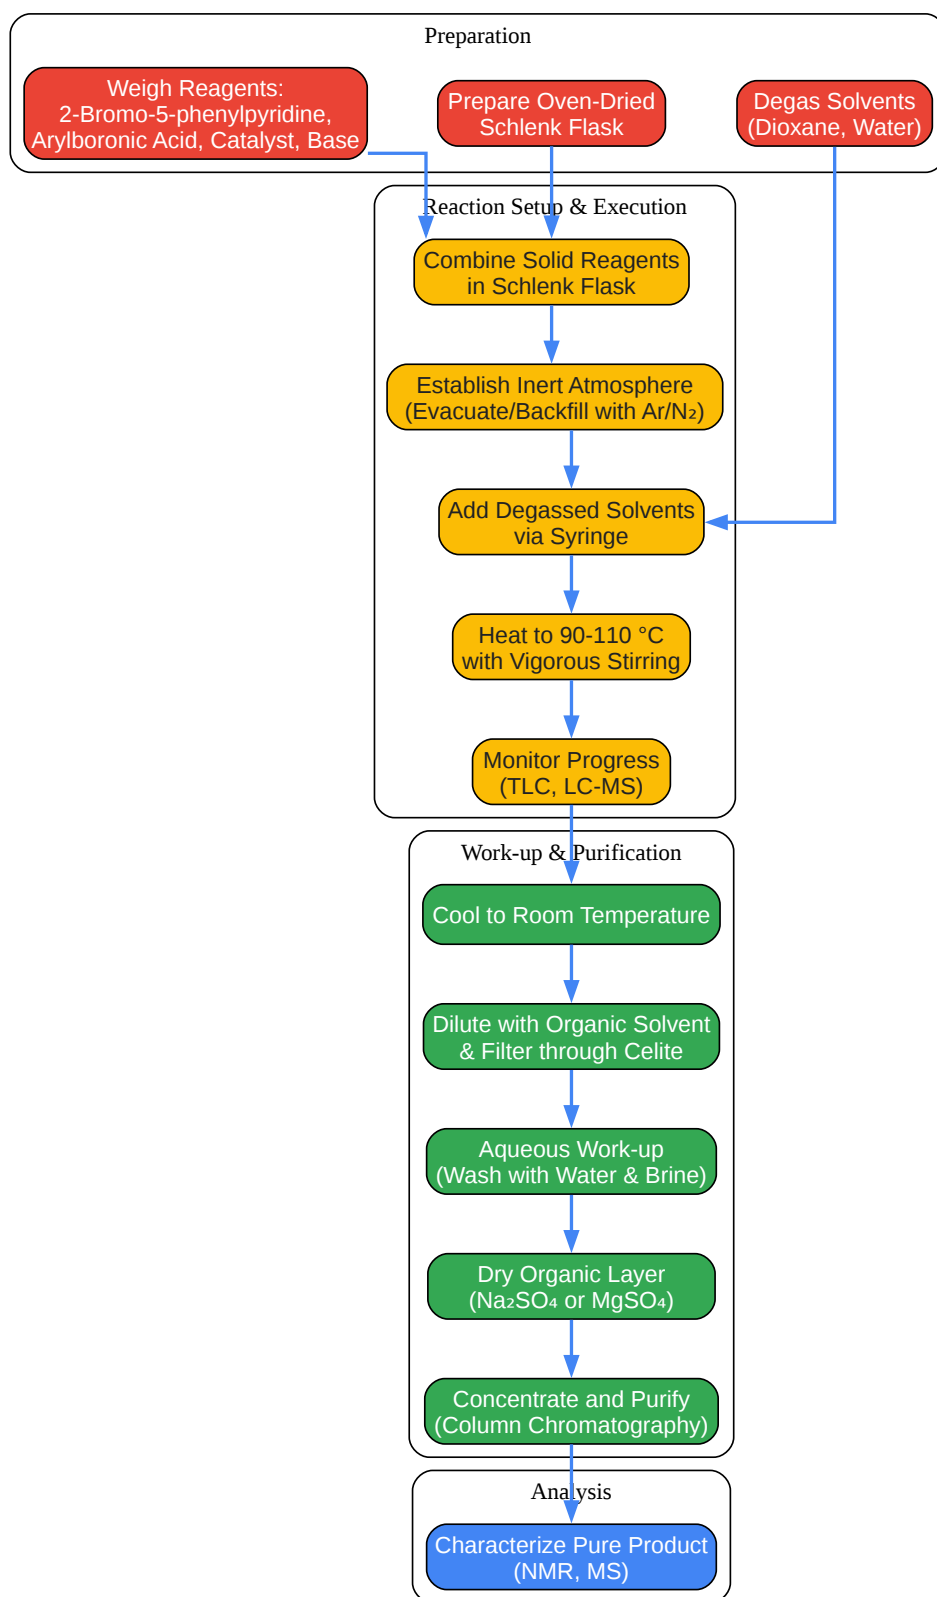 Preparation
Weigh Reagents:
2-Bromo-5-phenylpyridine,
Arylboronic Acid, Catalyst, Base
Prepare Oven-Dried
Schlenk Flask
Degas Solvents
(Dioxane, Water)
Reaction Setup & Execution
Combine Solid Reagents
in Schlenk Flask
Establish Inert Atmosphere
(Evacuate/Backfill with Ar/N₂)
Add Degassed Solvents
via Syringe
Heat to 90-110 °C
with Vigorous Stirring
Monitor Progress
(TLC, LC-MS)
Work-up & Purification
Cool to Room Temperature
Dilute with Organic Solvent
& Filter through Celite
Aqueous Work-up
(Wash with Water & Brine)
Dry Organic Layer
(Na₂SO₄ or MgSO₄)
Concentrate and Purify
(Column Chromatography)
Analysis
Characterize Pure Product
(NMR, MS)